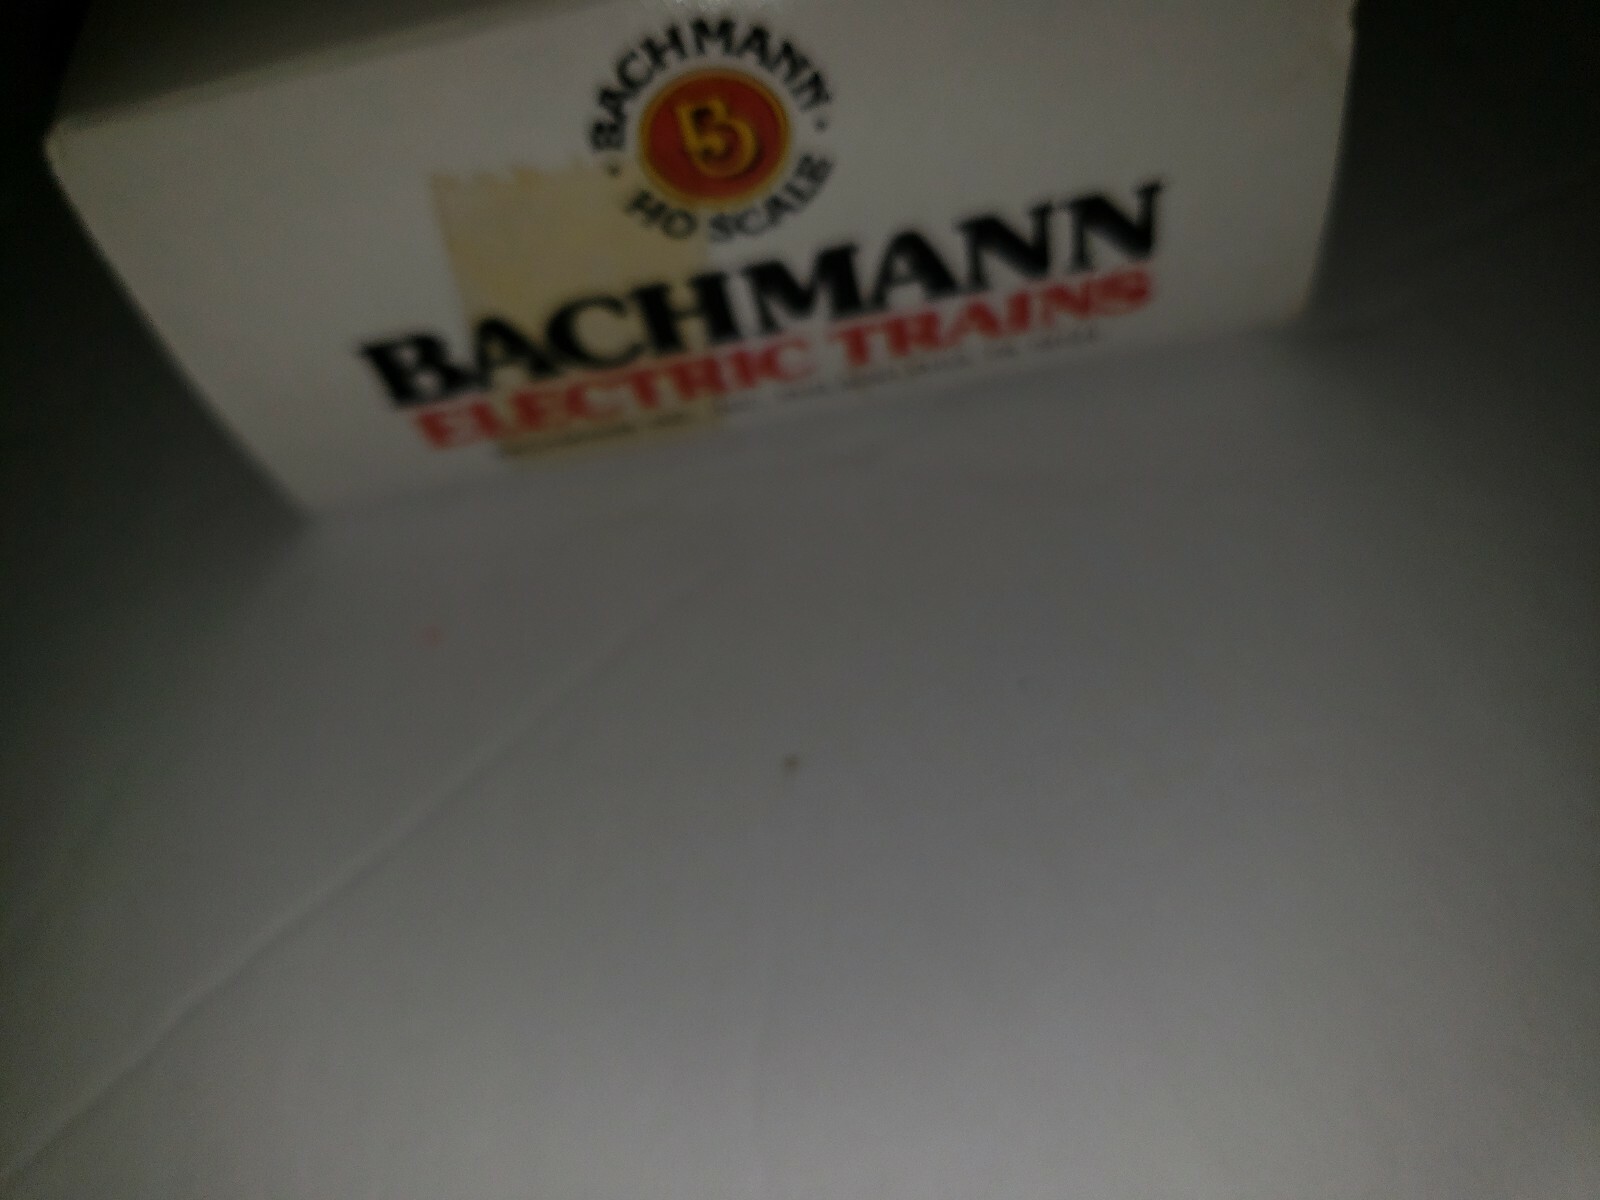 · BACHMANN ·
B
HO SCALE
BACHMANN
ELECTRIC TRAINS